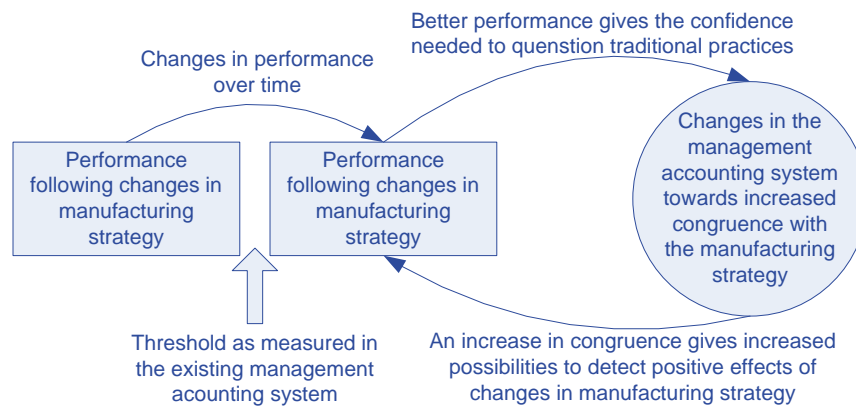 Better performance gives the confidence
needed to quenstion traditional practices
Changes in performance
over time
Performance
following changes in
manufacturing
strategy
Performance
following changes in
manufacturing
strategy
Changes in the
management
accounting system
towards increased
congruence with
the manufacturing
strategy
Threshold as measured in
the existing management
acounting system
An increase in congruence gives increased
possibilities to detect positive effects of
changes in manufacturing strategy